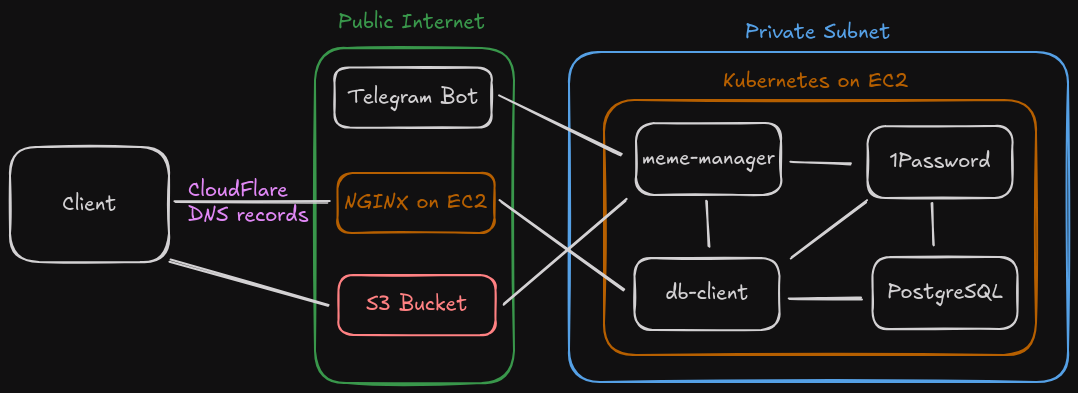 Public Internet
Private Subnet
Kubernetes on EC2
Telegram Bot
Client
CloudFlare
DNS records
NGINX on EC2
S3 Bucket
meme-manager
1Password
db-client
PostgreSQL